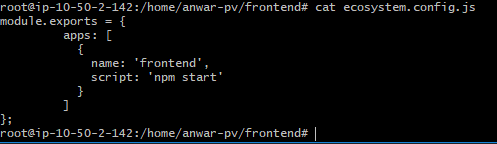 root@ip-10-50-2-142:/home/anwar-pv/frontend# cat ecosystem.config.js
module.exports = {
        apps: [
          {
            name: 'frontend',
            script: 'npm start'
          }
        ]
};
root@ip-10-50-2-142:/home/anwar-pv/frontend#